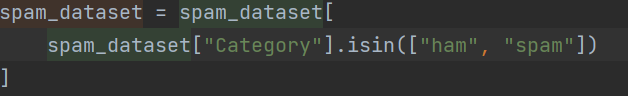 spam_dataset = spam_dataset[
    spam_dataset["Category"].isin(["ham", "spam"])
]